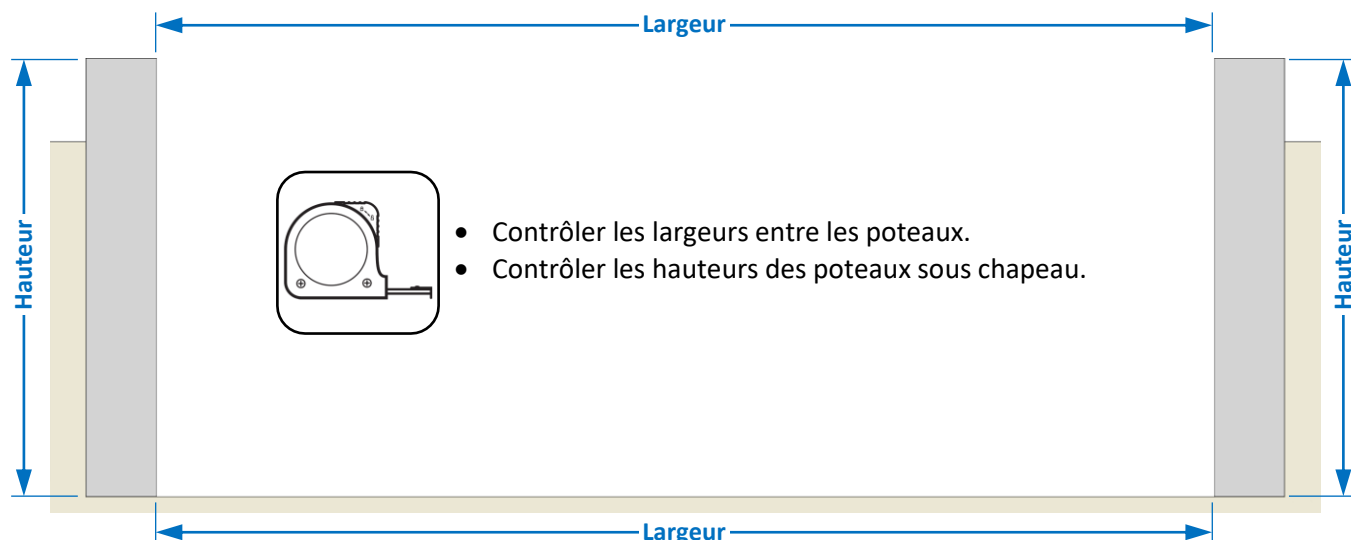 Largeur
Hauteur
• Contrôler les largeurs entre les poteaux.
• Contrôler les hauteurs des poteaux sous chapeau.
Hauteur
Largeur